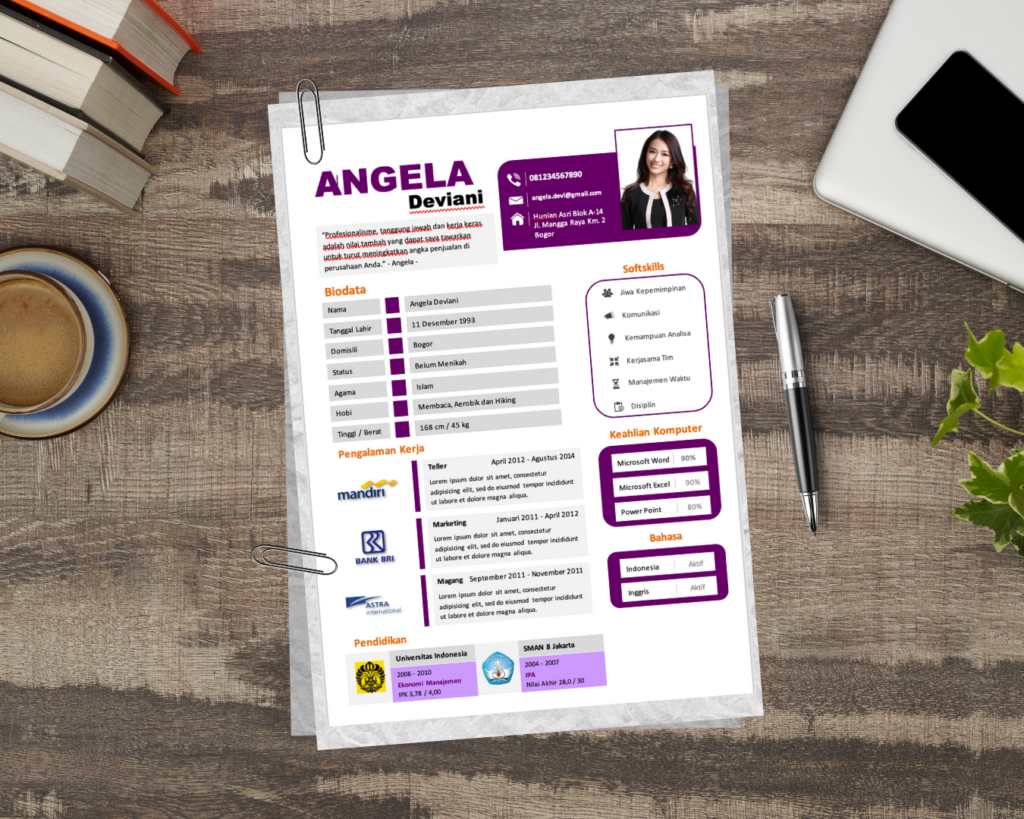 ANGELA
Deviani
"Profesionalisme, tanggung jawab dan kerja keras
adalah nilai tambah yang dapat saya tawarkan
untuk turut meningkatkan angka penjualan di
perusahaan Anda." - Angela -
081234567890
angela.devi@gmail.com
Hunian Asri Blok A-14
Jl. Mangga Raya Km. 2
Bogor
Biodata
Nama Angela Deviani
Tanggal Lahir 11 Desember 1993
Domisili Bogor
Status Belum Menikah
Agama Islam
Hobi Membaca, Aerobik dan Hiking
Tinggi / Berat 168 cm / 45 kg
Pengalaman Kerja
mandiri
Teller April 2012 - Agustus 2014
Lorem ipsum dolor sit amet, consectetur
adipisicing elit, sed do eiusmod tempor incididunt
ut labore et dolore magna aliqua.
BANK BRI
Marketing Januari 2011 - April 2012
Lorem ipsum dolor sit amet, consectetur
adipisicing elit, sed do eiusmod tempor incididunt
ut labore et dolore magna aliqua.
ASTRA
international
Magang September 2011 - November 2011
Lorem ipsum dolor sit amet, consectetur
adipisicing elit, sed do eiusmod tempor incididunt
ut labore et dolore magna aliqua.
Pendidikan
Universitas Indonesia
2006 - 2010
Ekonomi Manajemen
IPK 3,78 / 4,00
SMAN 8 Jakarta
2004 - 2007
IPA
Nilai Akhir 28,0 / 30
Softskills
Jiwa Kepemimpinan
Komunikasi
Kemampuan Analisa
Kerjasama Tim
Manajemen Waktu
Disiplin
Keahlian Komputer
Microsoft Word 90%
Microsoft Excel 90%
Power Point 80%
Bahasa
Indonesia Aktif
Inggris Aktif